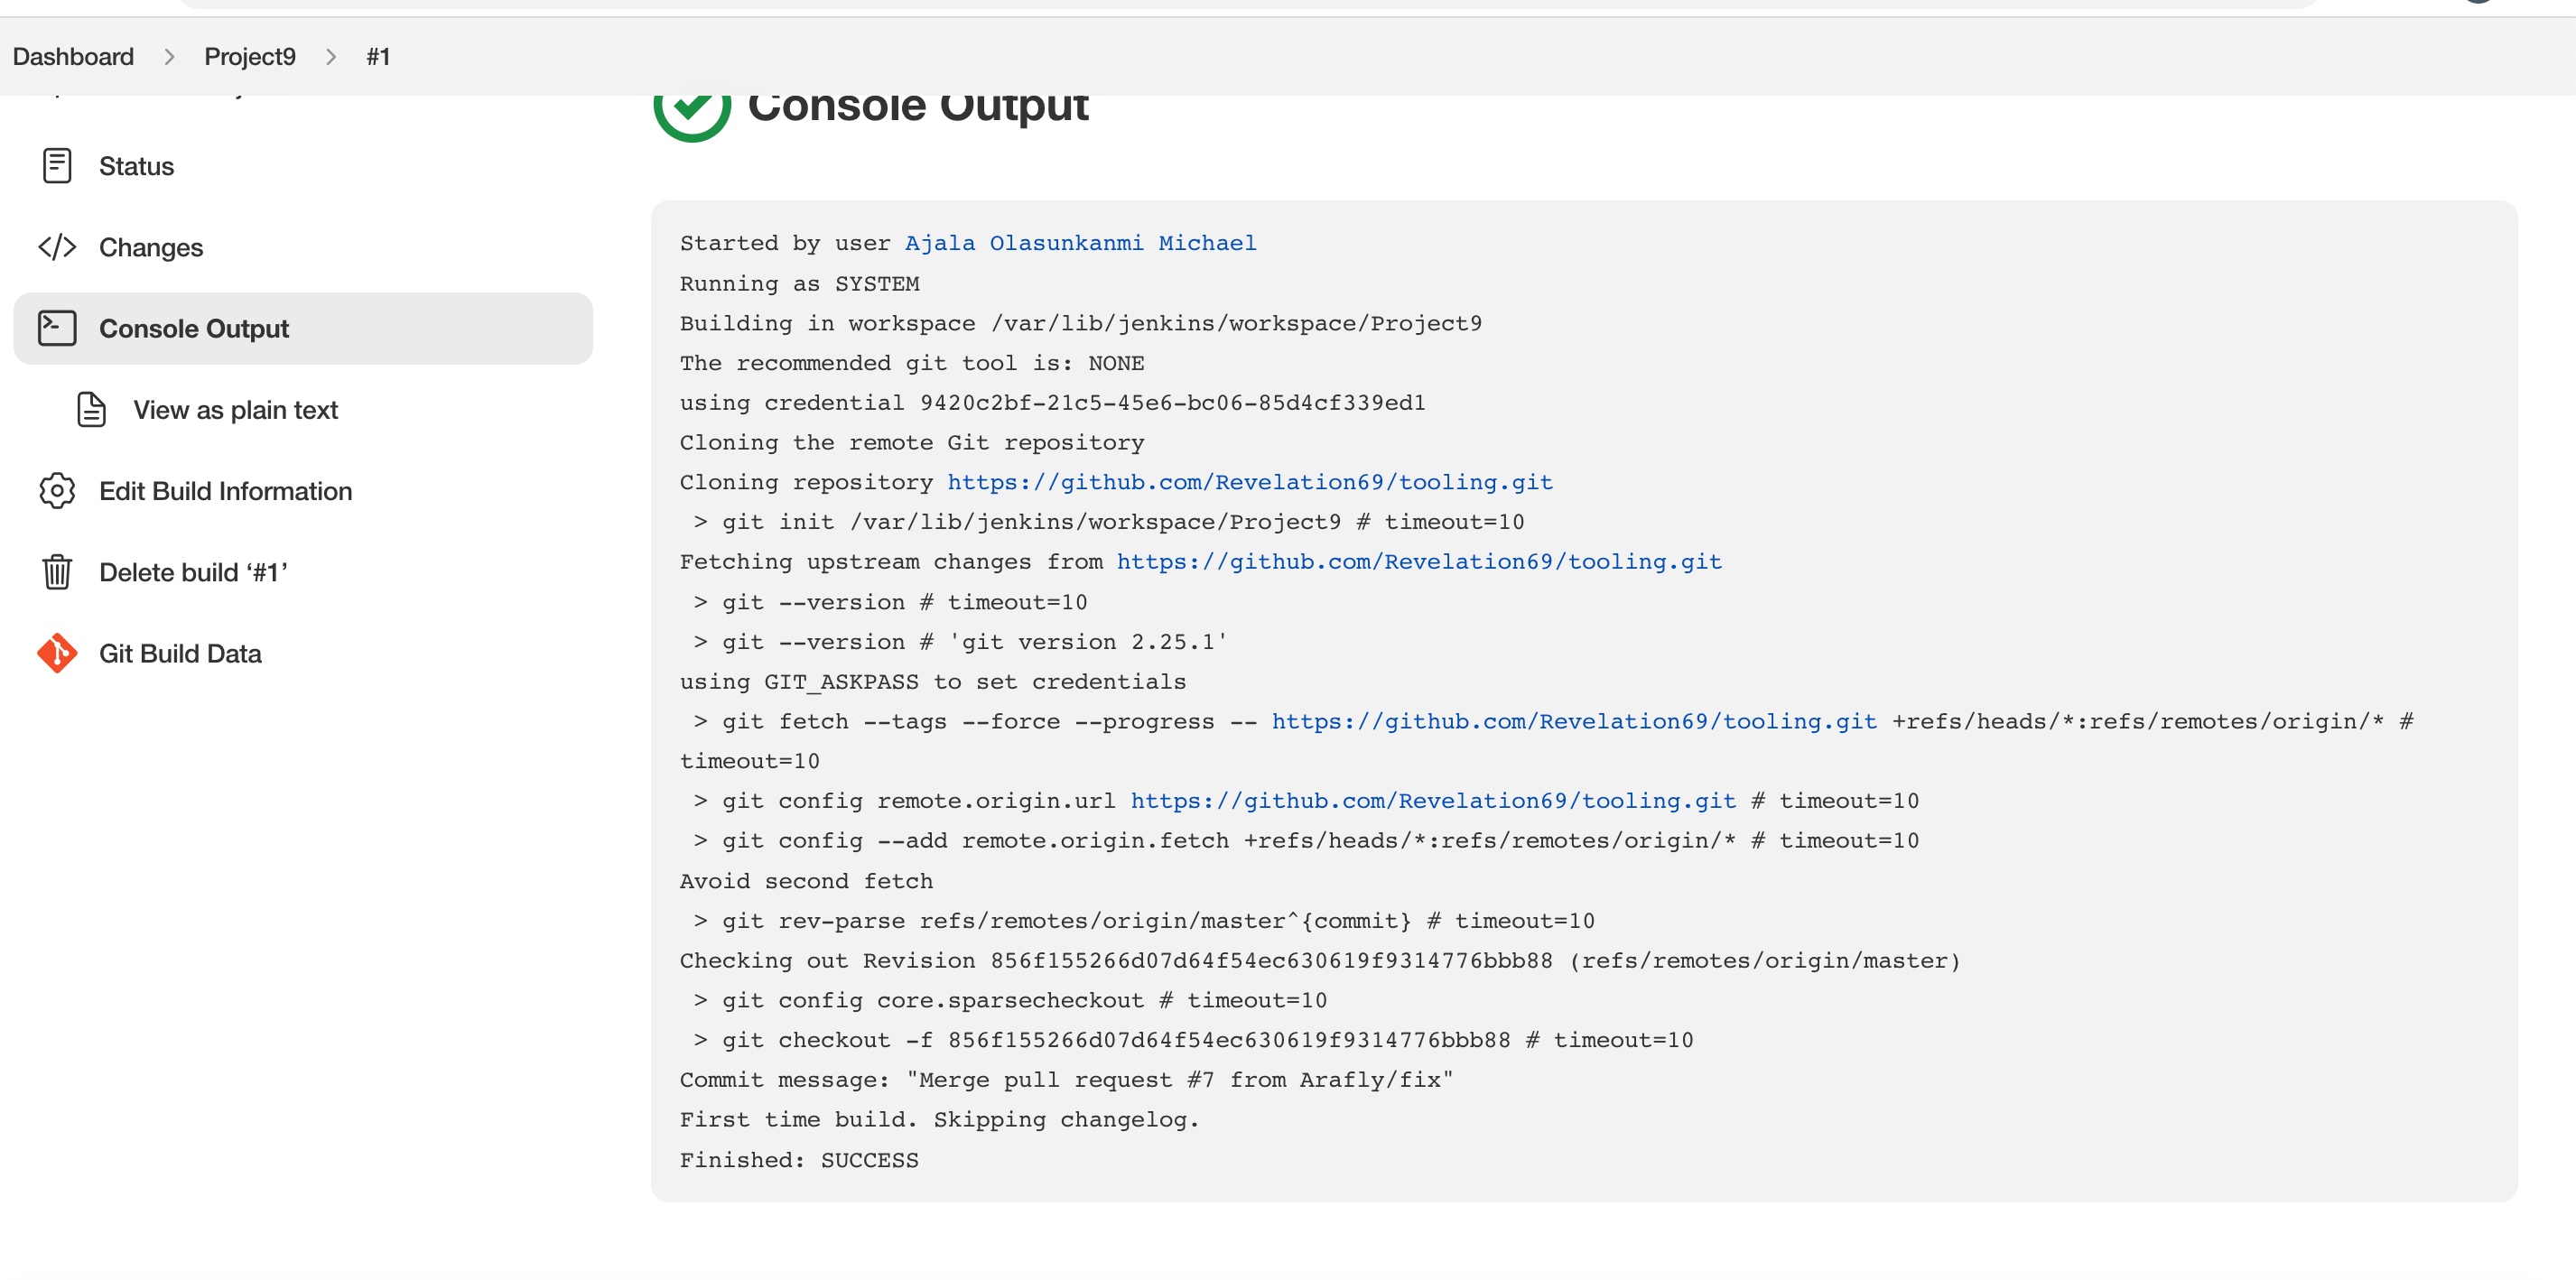 Dashboard > Project9 > #1
Console Output
Status
Changes
Console Output
View as plain text
Edit Build Information
Delete build ‘#1’
Git Build Data
Started by user Ajala Olasunkanmi Michael
Running as SYSTEM
Building in workspace /var/lib/jenkins/workspace/Project9
The recommended git tool is: NONE
using credential 9420c2bf-21c5-45e6-bc06-85d4cf339ed1
Cloning the remote Git repository
Cloning repository https://github.com/Revelation69/tooling.git
 > git init /var/lib/jenkins/workspace/Project9 # timeout=10
Fetching upstream changes from https://github.com/Revelation69/tooling.git
 > git --version # timeout=10
 > git --version # 'git version 2.25.1'
using GIT_ASKPASS to set credentials
 > git fetch --tags --force --progress -- https://github.com/Revelation69/tooling.git +refs/heads/*:refs/remotes/origin/* #
timeout=10
 > git config remote.origin.url https://github.com/Revelation69/tooling.git # timeout=10
 > git config --add remote.origin.fetch +refs/heads/*:refs/remotes/origin/* # timeout=10
Avoid second fetch
 > git rev-parse refs/remotes/origin/master^{commit} # timeout=10
Checking out Revision 856f155266d07d64f54ec630619f9314776bbb88 (refs/remotes/origin/master)
 > git config core.sparsecheckout # timeout=10
 > git checkout -f 856f155266d07d64f54ec630619f9314776bbb88 # timeout=10
Commit message: "Merge pull request #7 from Arafly/fix"
First time build. Skipping changelog.
Finished: SUCCESS